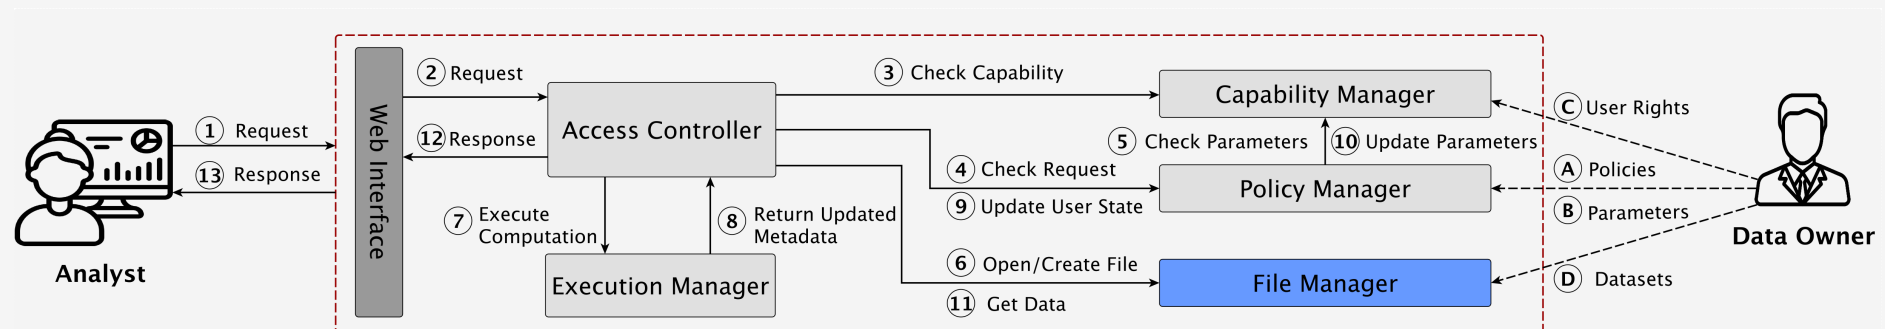 1 Request
13 Response
Analyst
Web Interface
2 Request
12 Response
Access Controller
7 Execute
Computation
8 Return Updated
Metadata
Execution Manager
3 Check Capability
4 Check Request
9 Update User State
6 Open/Create File
11 Get Data
Capability Manager
5 Check Parameters
10 Update Parameters
Policy Manager
File Manager
C User Rights
A Policies
B Parameters
D Datasets
Data Owner